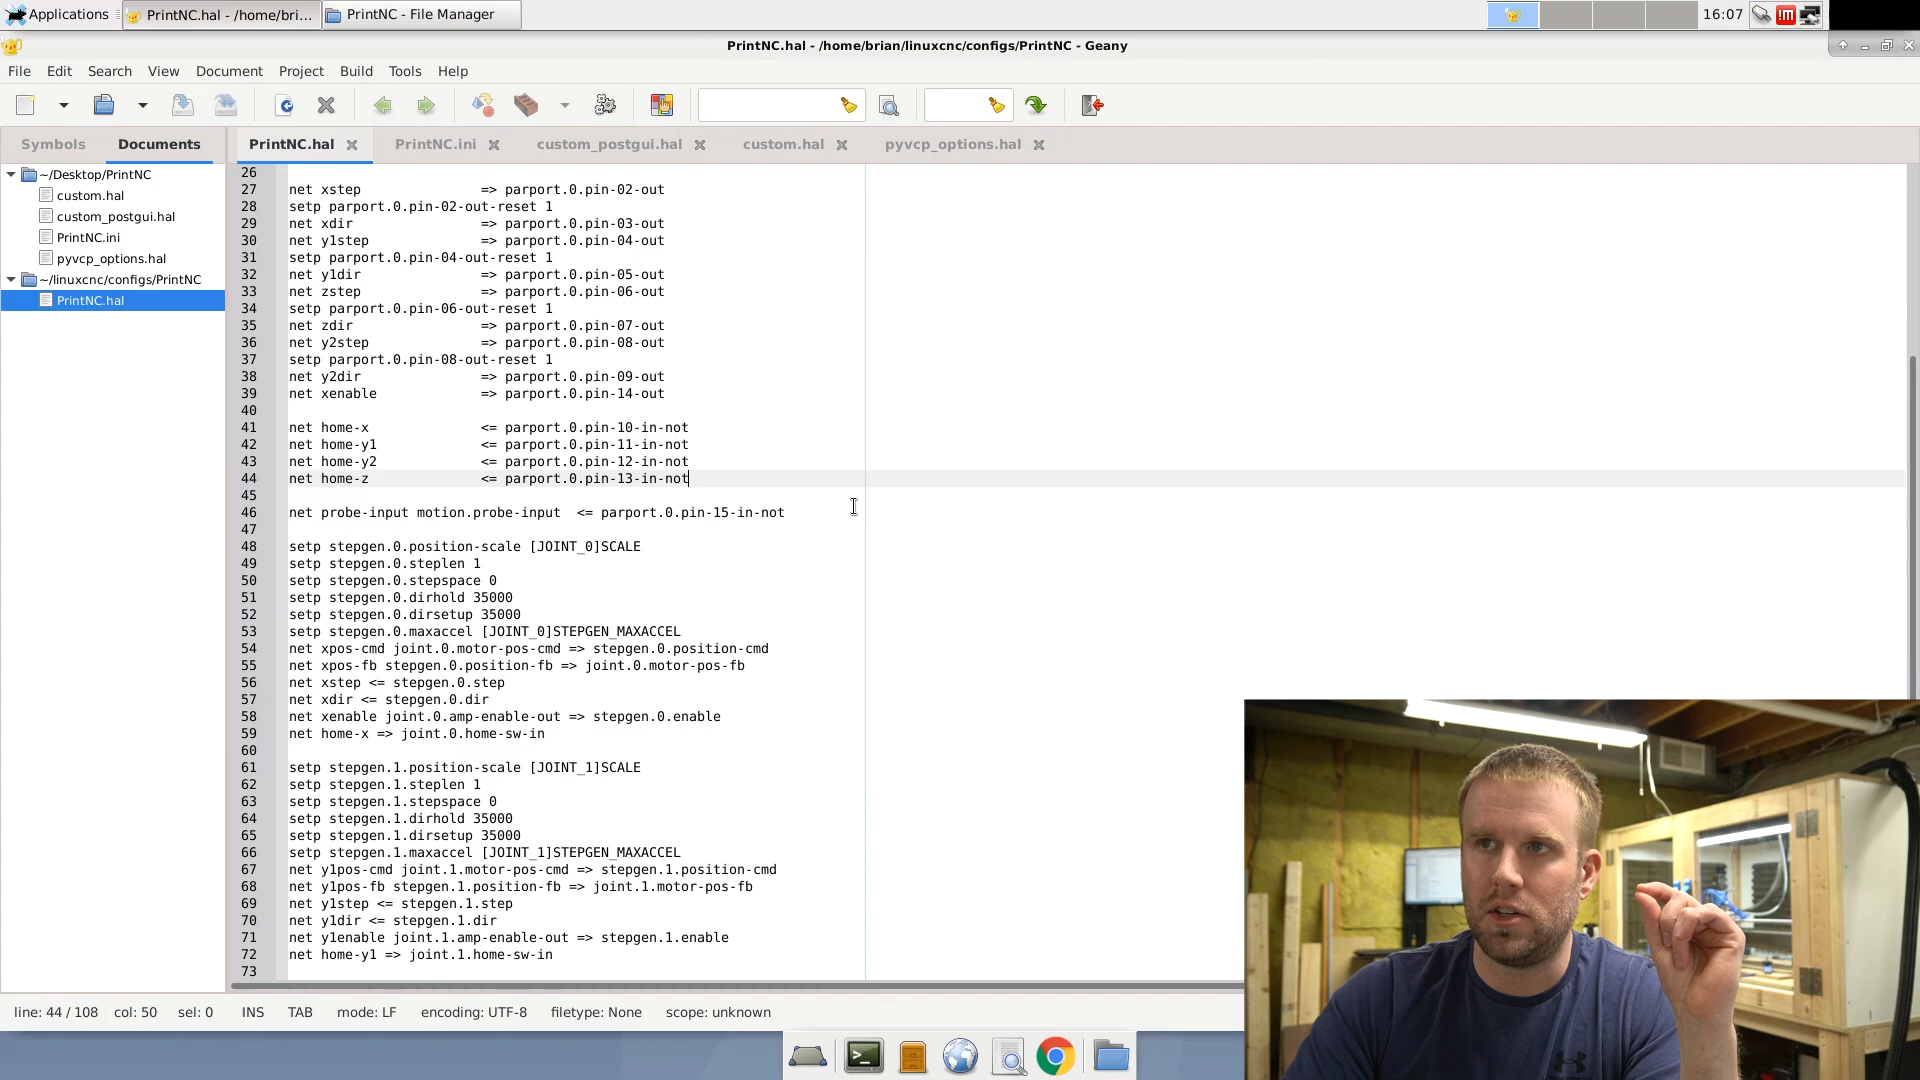 Applications PrintNC.hal - /home/bri... PrintNC - File Manager 16:07
PrintNC.hal - /home/brian/linuxcnc/configs/PrintNC - Geany
File Edit Search View Document Project Build Tools Help
Symbols Documents PrintNC.hal PrintNC.ini custom_postgui.hal custom.hal pyvcp_options.hal
~/Desktop/PrintNC
custom.hal
custom_postgui.hal
PrintNC.ini
pyvcp_options.hal
~/linuxcnc/configs/PrintNC
PrintNC.hal
26
27 net xstep => parport.0.pin-02-out
28 setp parport.0.pin-02-out-reset 1
29 net xdir => parport.0.pin-03-out
30 net y1step => parport.0.pin-04-out
31 setp parport.0.pin-04-out-reset 1
32 net y1dir => parport.0.pin-05-out
33 net zstep => parport.0.pin-06-out
34 setp parport.0.pin-06-out-reset 1
35 net zdir => parport.0.pin-07-out
36 net y2step => parport.0.pin-08-out
37 setp parport.0.pin-08-out-reset 1
38 net y2dir => parport.0.pin-09-out
39 net xenable => parport.0.pin-14-out
40
41 net home-x <= parport.0.pin-10-in-not
42 net home-y1 <= parport.0.pin-11-in-not
43 net home-y2 <= parport.0.pin-12-in-not
44 net home-z <= parport.0.pin-13-in-not
45
46 net probe-input motion.probe-input <= parport.0.pin-15-in-not
47
48 setp stepgen.0.position-scale [JOINT_0]SCALE
49 setp stepgen.0.steplen 1
50 setp stepgen.0.stepspace 0
51 setp stepgen.0.dirhold 35000
52 setp stepgen.0.dirsetup 35000
53 setp stepgen.0.maxaccel [JOINT_0]STEPGEN_MAXACCEL
54 net xpos-cmd joint.0.motor-pos-cmd => stepgen.0.position-cmd
55 net xpos-fb stepgen.0.position-fb => joint.0.motor-pos-fb
56 net xstep <= stepgen.0.step
57 net xdir <= stepgen.0.dir
58 net xenable joint.0.amp-enable-out => stepgen.0.enable
59 net home-x => joint.0.home-sw-in
60
61 setp stepgen.1.position-scale [JOINT_1]SCALE
62 setp stepgen.1.steplen 1
63 setp stepgen.1.stepspace 0
64 setp stepgen.1.dirhold 35000
65 setp stepgen.1.dirsetup 35000
66 setp stepgen.1.maxaccel [JOINT_1]STEPGEN_MAXACCEL
67 net y1pos-cmd joint.1.motor-pos-cmd => stepgen.1.position-cmd
68 net y1pos-fb stepgen.1.position-fb => joint.1.motor-pos-fb
69 net y1step <= stepgen.1.step
70 net y1dir <= stepgen.1.dir
71 net y1enable joint.1.amp-enable-out => stepgen.1.enable
72 net home-y1 => joint.1.home-sw-in
73
line: 44 / 108 col: 50 sel: 0 INS TAB mode: LF encoding: UTF-8 filetype: None scope: unknown